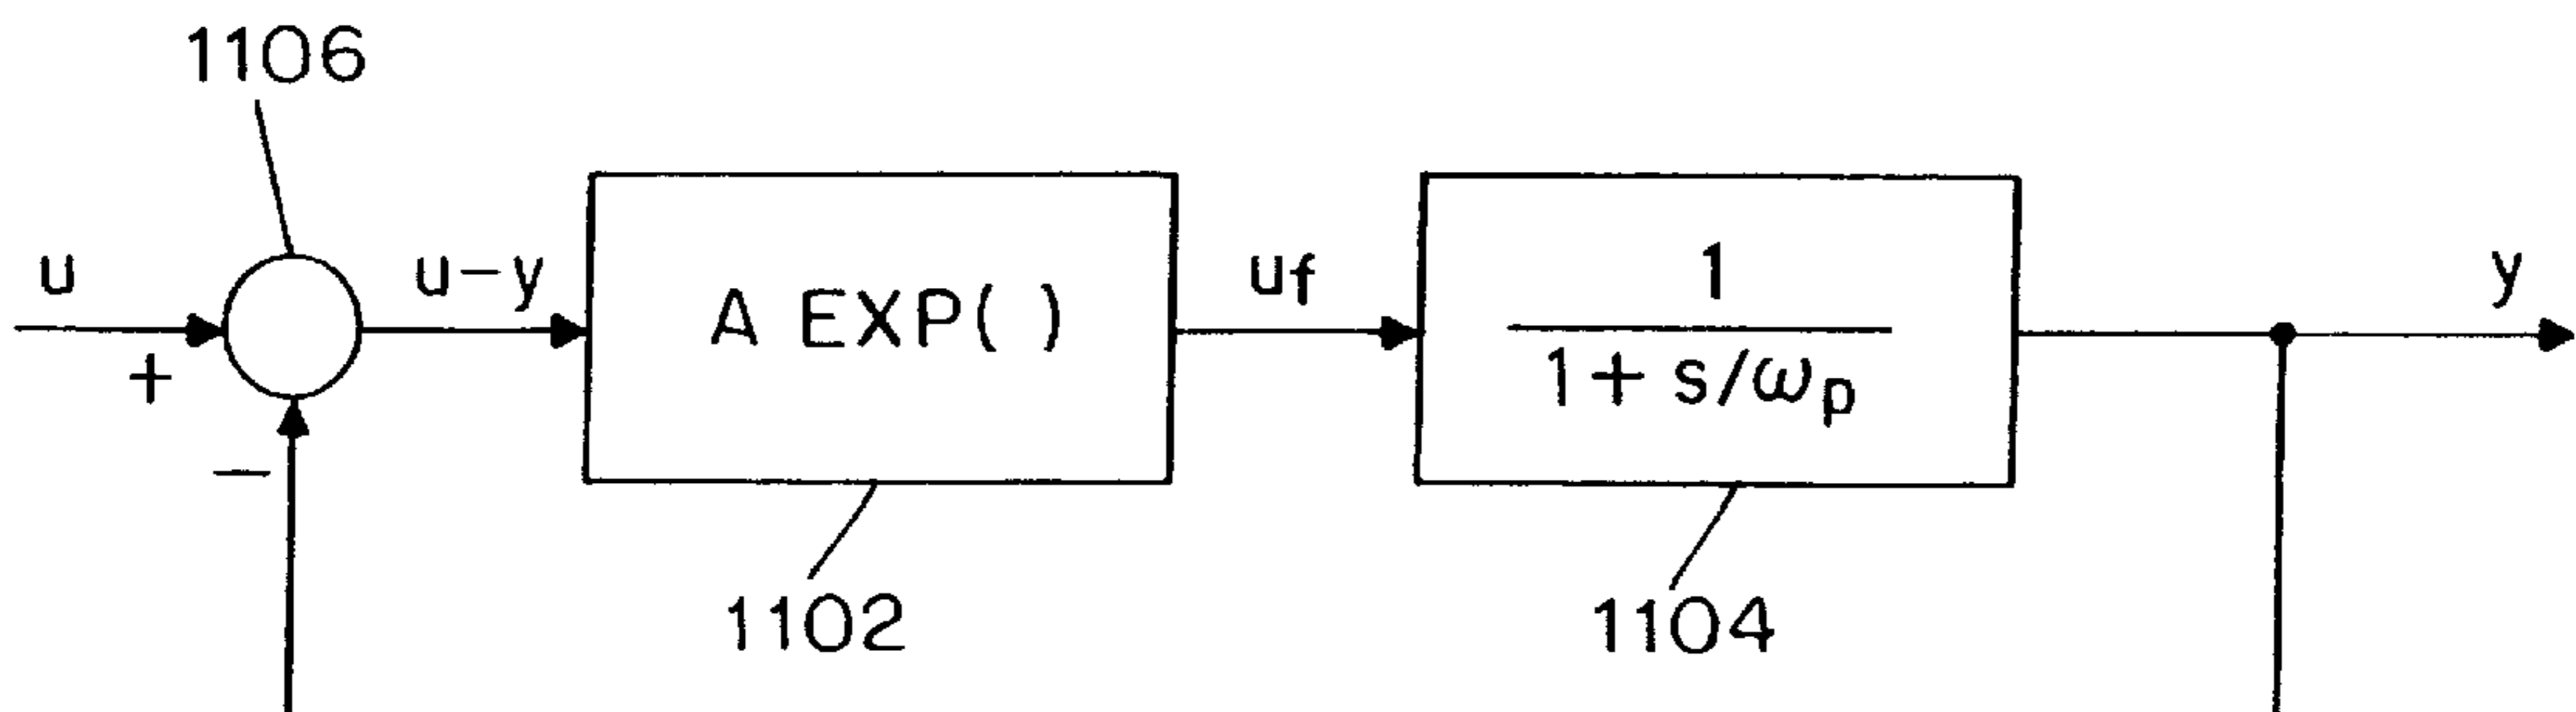 1106
u
+
−
u−y
A EXP( )
1102
uf
1
1 + s/ωp
1104
y